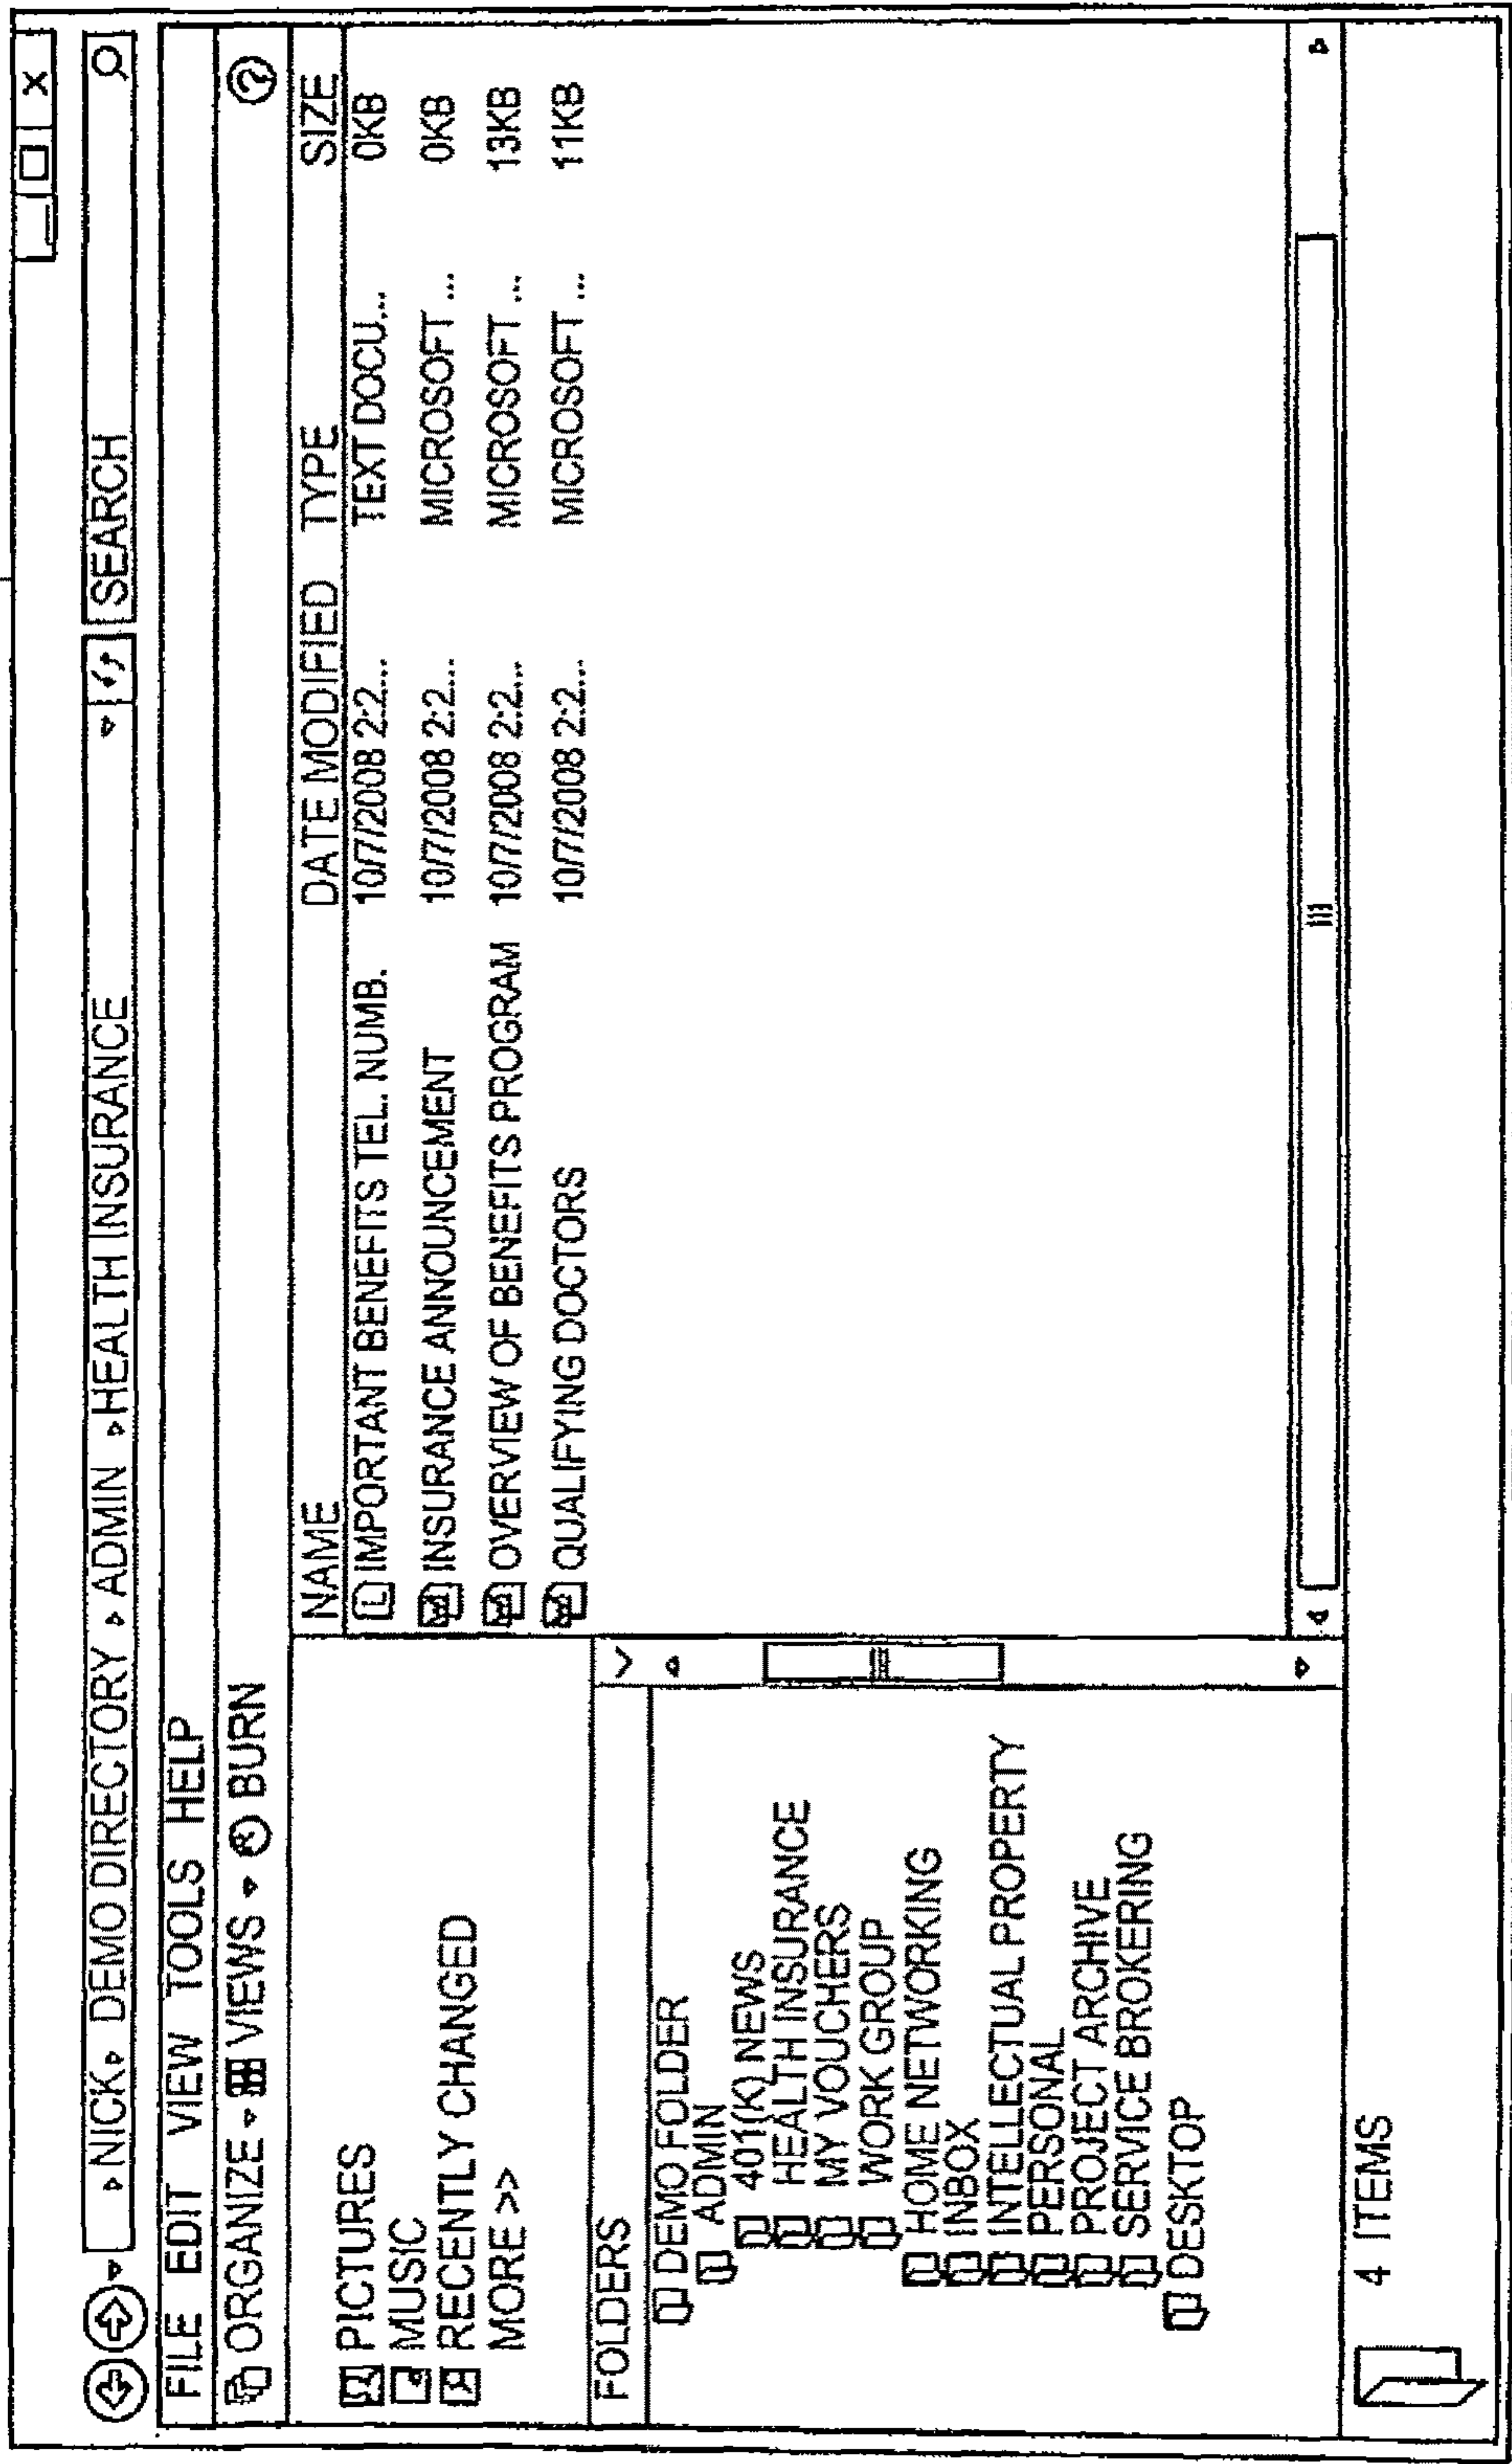 NICK DEMO DIRECTORY ADMIN HEALTH INSURANCE SEARCH
FILE EDIT VIEW TOOLS HELP
ORGANIZE VIEWS BURN
PICTURES
MUSIC
RECENTLY CHANGED
MORE >>
FOLDERS
DEMO FOLDER
ADMIN
401(K) NEWS
HEALTH INSURANCE
MY VOUCHERS
WORK GROUP
HOME NETWORKING
INBOX
INTELLECTUAL PROPERTY
PERSONAL
PROJECT ARCHIVE
SERVICE BROKERING
DESKTOP
NAME DATE MODIFIED TYPE SIZE
IMPORTANT BENEFITS TEL. NUMB. 10/7/2008 2:2... TEXT DOCU... 0KB
INSURANCE ANNOUNCEMENT 10/7/2008 2:2... MICROSOFT ... 0KB
OVERVIEW OF BENEFITS PROGRAM 10/7/2008 2:2... MICROSOFT ... 13KB
QUALIFYING DOCTORS 10/7/2008 2:2... MICROSOFT ... 11KB
4 ITEMS